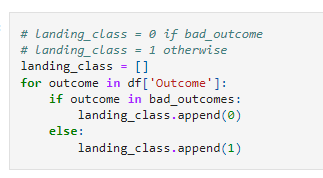 # landing_class = 0 if bad_outcome
# landing_class = 1 otherwise
landing_class = []
for outcome in df['Outcome']:
    if outcome in bad_outcomes:
        landing_class.append(0)
    else:
        landing_class.append(1)